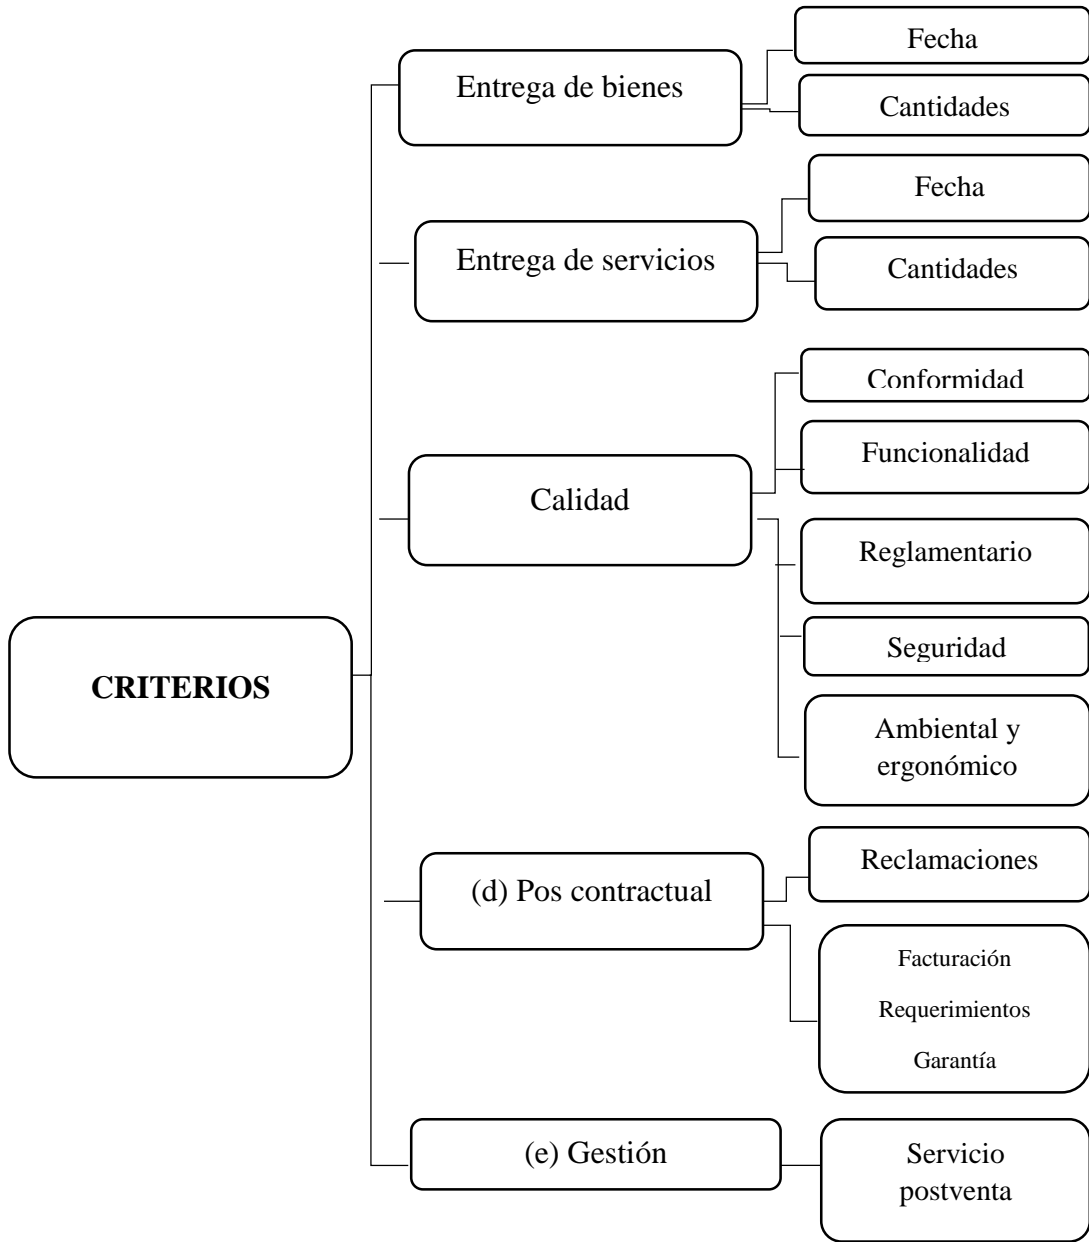 CRITERIOS
Entrega de bienes
Fecha
Cantidades
Entrega de servicios
Fecha
Cantidades
Calidad
Conformidad
Funcionalidad
Reglamentario
Seguridad
Ambiental y
ergonómico
(d) Pos contractual
Reclamaciones
Facturación
Requerimientos
Garantía
(e) Gestión
Servicio
postventa